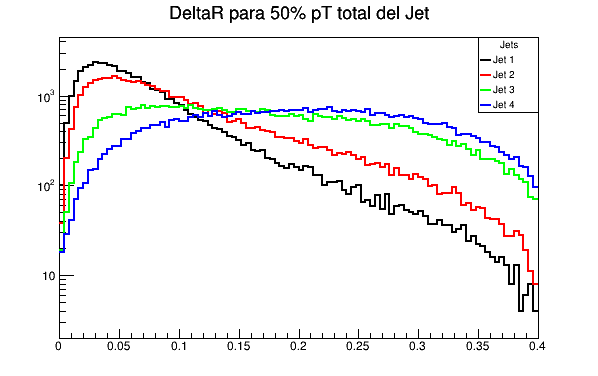 DeltaR para 50% pT total del Jet
Jets
Jet 1
Jet 2
Jet 3
Jet 4
10³
10²
10
0 0.05 0.1 0.15 0.2 0.25 0.3 0.35 0.4